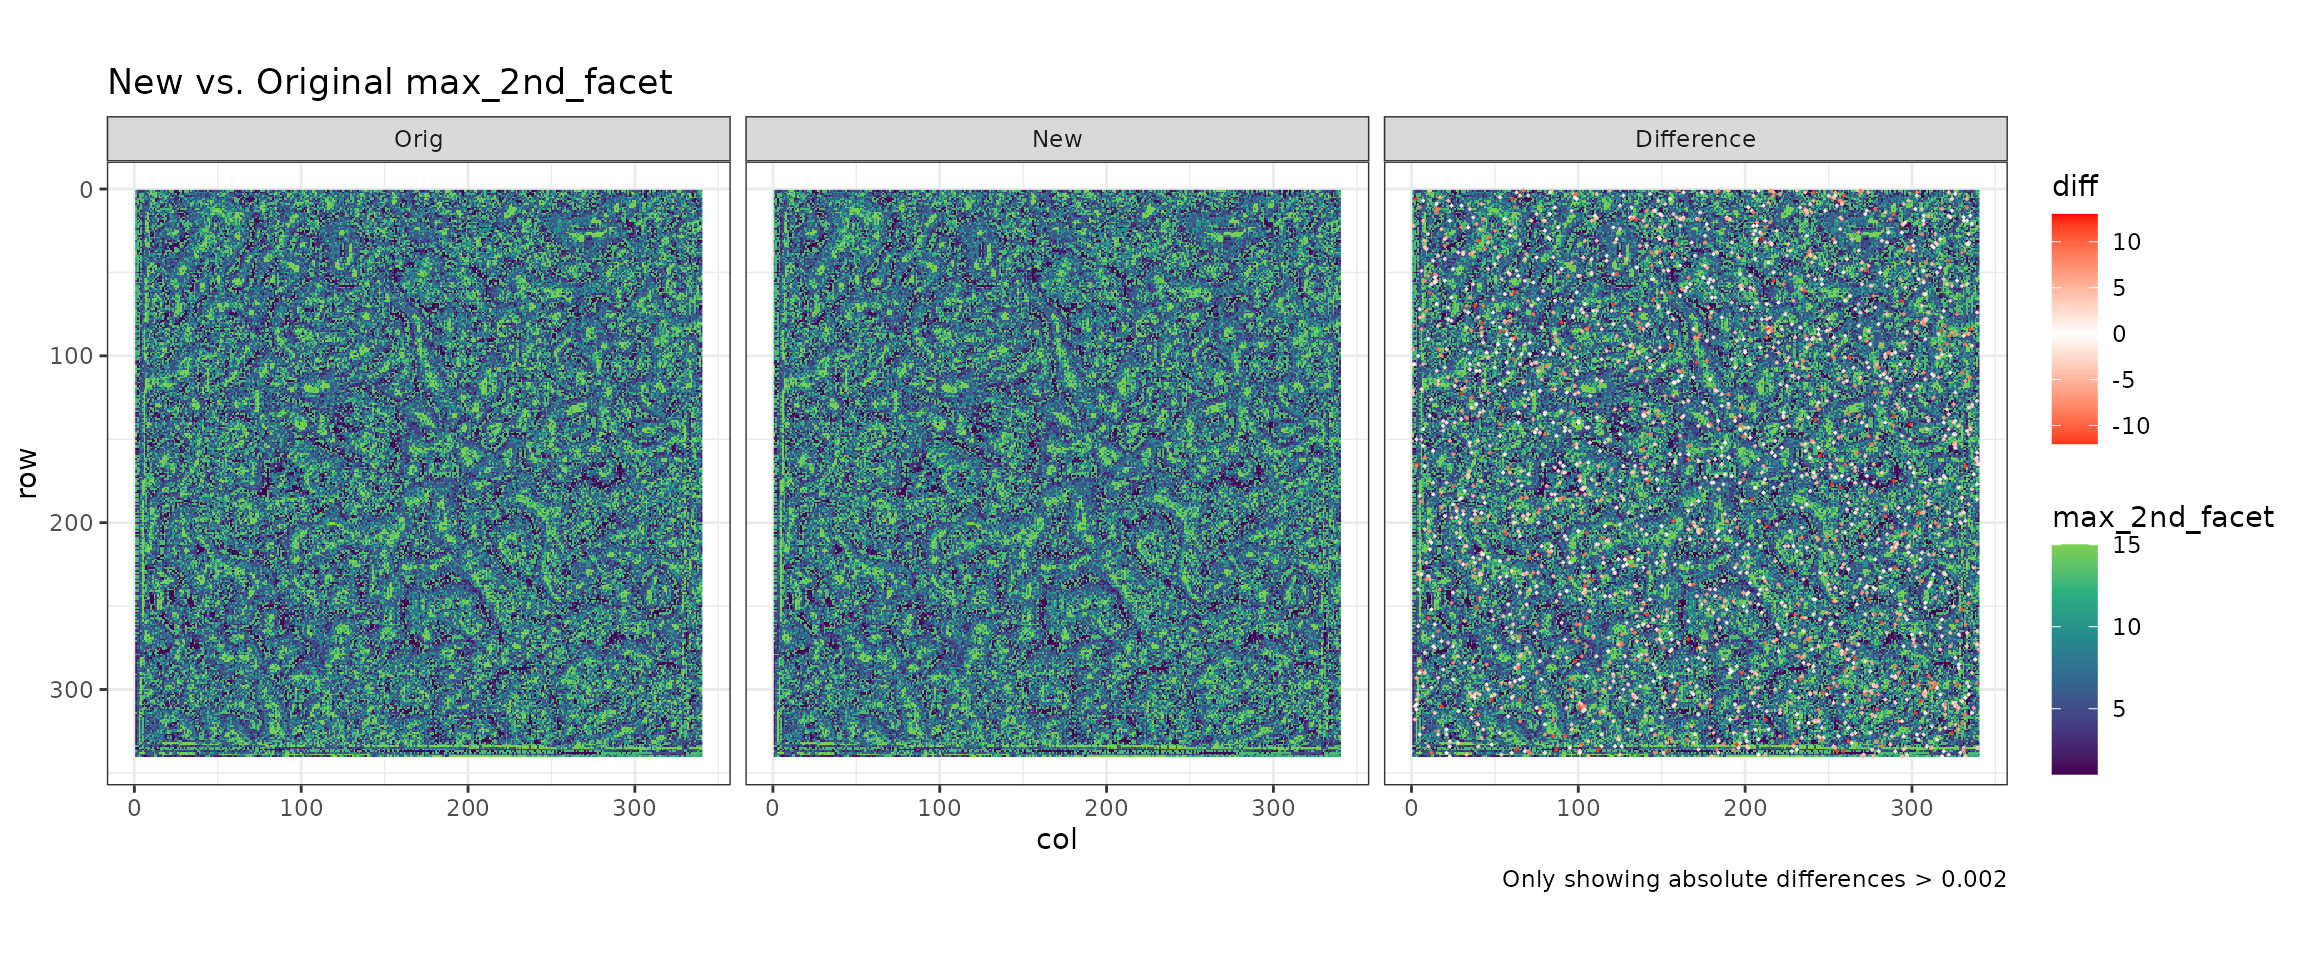 New vs. Original max_2nd_facet
Orig
New
Difference
0
100
200
300
row
0 100 200 300
0 100 200 300
0 100 200 300
col
diff
10
5
0
-5
-10
max_2nd_facet
15
10
5
Only showing absolute differences > 0.002